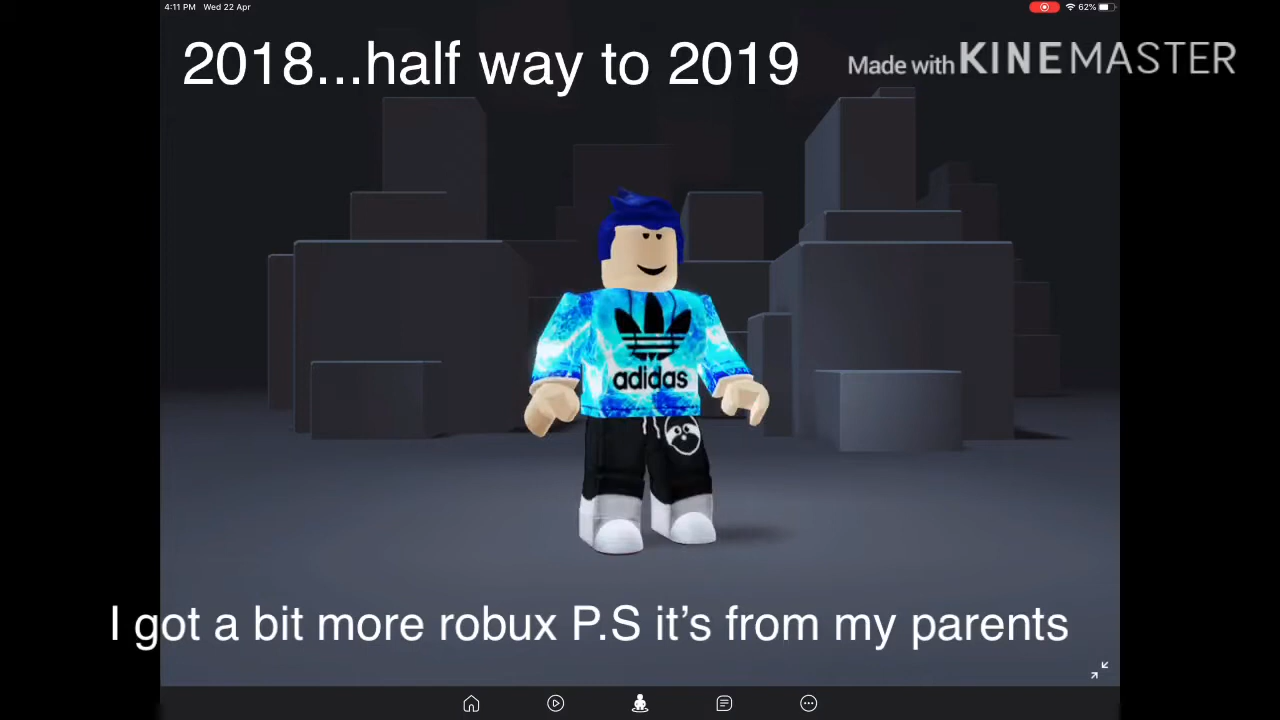 4:11 PM Wed 22 Apr
62%
2018...half way to 2019
Made with KINEMASTER
adidas
I got a bit more robux P.S it’s from my parents